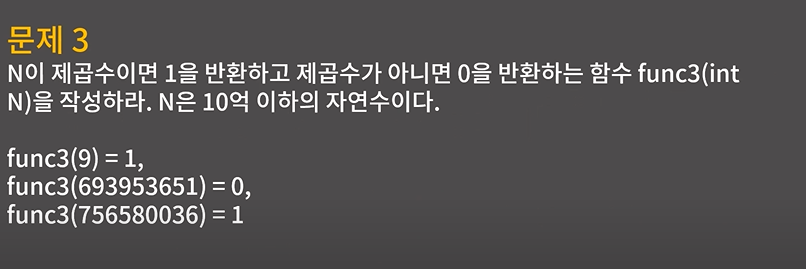 문제 3
N이 제곱수이면 1을 반환하고 제곱수가 아니면 0을 반환하는 함수 func3(int
N)을 작성하라. N은 10억 이하의 자연수이다.
func3(9) = 1,
func3(693953651) = 0,
func3(756580036) = 1